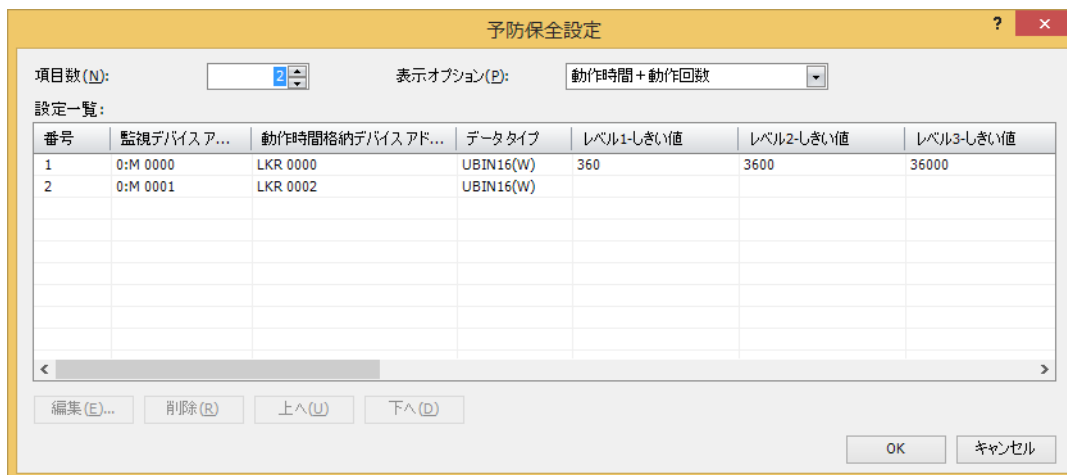 予防保全設定
? ×
項目数(N): 2 表示オプション(P): 動作時間+動作回数
設定一覧:
番号 監視デバイス ア... 動作時間格納デバイス アド... データ タイプ レベル1-しきい値 レベル2-しきい値 レベル3-しきい値
1 0:M 0000 LKR 0000 UBIN16(W) 360 3600 36000
2 0:M 0001 LKR 0002 UBIN16(W)
編集(E)... 削除(R) 上へ(U) 下へ(D)
OK キャンセル